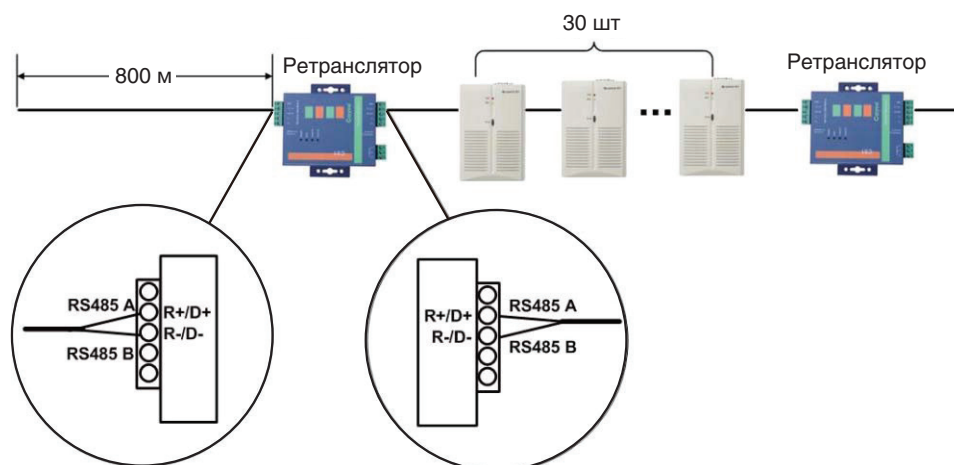 30 шт
800 м
Ретранслятор
Ретранслятор
RS485 A
R+/D+
R-/D-
RS485 B
R+/D+
R-/D-
RS485 A
RS485 B